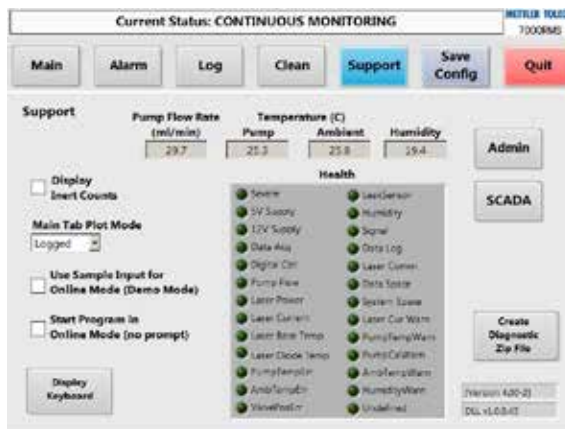 Current Status: CONTINUOUS MONITORING
METTLER TOLEDO
7000RMS
Main
Alarm
Log
Clean
Support
Save
Config
Quit
Support
Pump Flow Rate
(ml/min)
Temperature (C)
Pump
Ambient
Humidity
29.7
25.3
25.8
19.4
Admin
SCADA
Display
Inert Counts
Main Tab Plot Mode
Logged
Use Sample Input for
Online Mode (Demo Mode)
Start Program in
Online Mode (no prompt)
Display
Keyboard
Health
Severe
5V Supply
12V Supply
Data Acq
Digital Ctrl
Pump Flow
Laser Power
Laser Current
Laser Base Temp
Laser Diode Temp
PumpTempErr
AmbTempErr
ValvePosErr
LeakSensor
Humidity
Signal
Data Log
Laser Comm
Data Space
System Space
Laser Cur Warn
PumpTempWarn
PumpCalWarn
AmbTempWarn
HumidityWarn
Undefined
Create
Diagnostic
Zip File